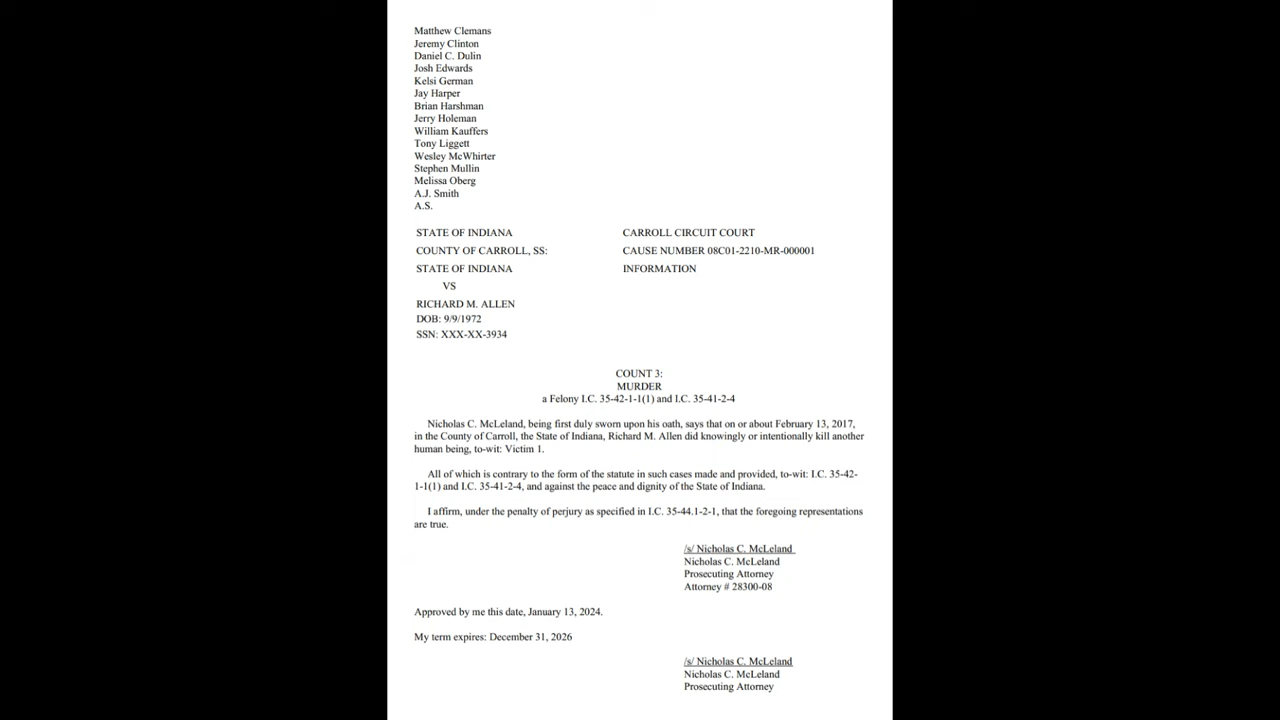 Matthew Clemans
Jeremy Clinton
Daniel C. Dulin
Josh Edwards
Kelsi German
Jay Harper
Brian Harshman
Jerry Holeman
William Kauffers
Tony Liggett
Wesley McWhirter
Stephen Mullin
Melissa Oberg
A.J. Smith
A.S.
STATE OF INDIANA CARROLL CIRCUIT COURT
COUNTY OF CARROLL, SS: CAUSE NUMBER 08C01-2210-MR-000001
STATE OF INDIANA INFORMATION
VS
RICHARD M. ALLEN
DOB: 9/9/1972
SSN: XXX-XX-3934
COUNT 3:
MURDER
a Felony I.C. 35-42-1-1(1) and I.C. 35-41-2-4
Nicholas C. McLeland, being first duly sworn upon his oath, says that on or about February 13, 2017,
in the County of Carroll, the State of Indiana, Richard M. Allen did knowingly or intentionally kill another
human being, to-wit: Victim 1.
All of which is contrary to the form of the statute in such cases made and provided, to-wit: I.C. 35-42-
1-1(1) and I.C. 35-41-2-4, and against the peace and dignity of the State of Indiana.
I affirm, under the penalty of perjury as specified in I.C. 35-44.1-2-1, that the foregoing representations
are true.
/s/ Nicholas C. McLeland
Nicholas C. McLeland
Prosecuting Attorney
Attorney # 28300-08
Approved by me this date, January 13, 2024.
My term expires: December 31, 2026
/s/ Nicholas C. McLeland
Nicholas C. McLeland
Prosecuting Attorney